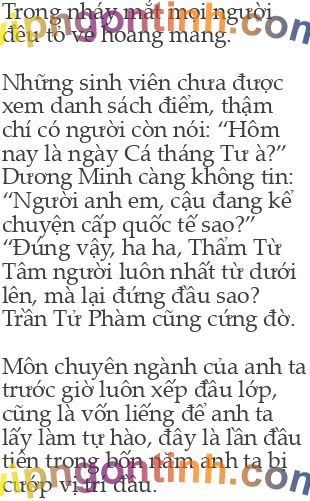 Trong nháy mắt mọi người
đều tỏ vẻ hoang mang.
Những sinh viên chưa được
xem danh sách điểm, thậm
chí có người còn nói: “Hôm
nay là ngày Cá tháng Tư à?”
Dương Minh càng không tin:
“Người anh em, cậu đang kể
chuyện cấp quốc tế sao?”
“Đúng vậy, ha ha, Thẩm Từ
Tâm người luôn nhất từ dưới
lên, mà lại đứng đầu sao?
Trần Tử Phàm cũng cứng đờ.
Môn chuyên ngành của anh ta
trước giờ luôn xếp đầu lớp,
cũng là vốn liếng để anh ta
lấy làm tự hào, đây là lần đầu
tiên trong bốn năm anh ta bị
cướp vị trí đầu.
vipngontinh.com
vipngontinh.com